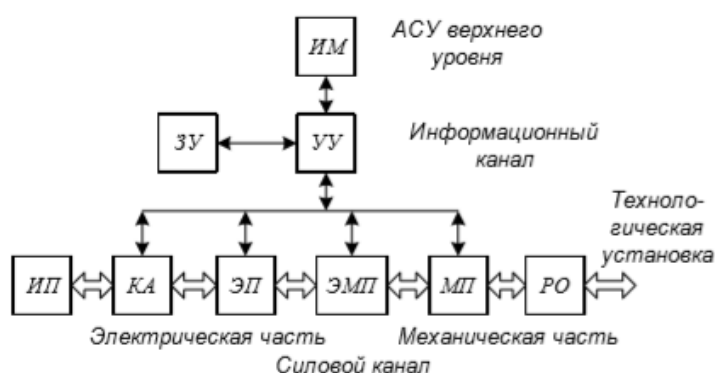 АСУ верхнего
уровня
ИМ
ЗУ
УУ
Информационный
канал
Техноло-
гическая
установка
ИП
КА
ЭП
ЭМП
МП
РО
Электрическая часть
Механическая часть
Силовой канал